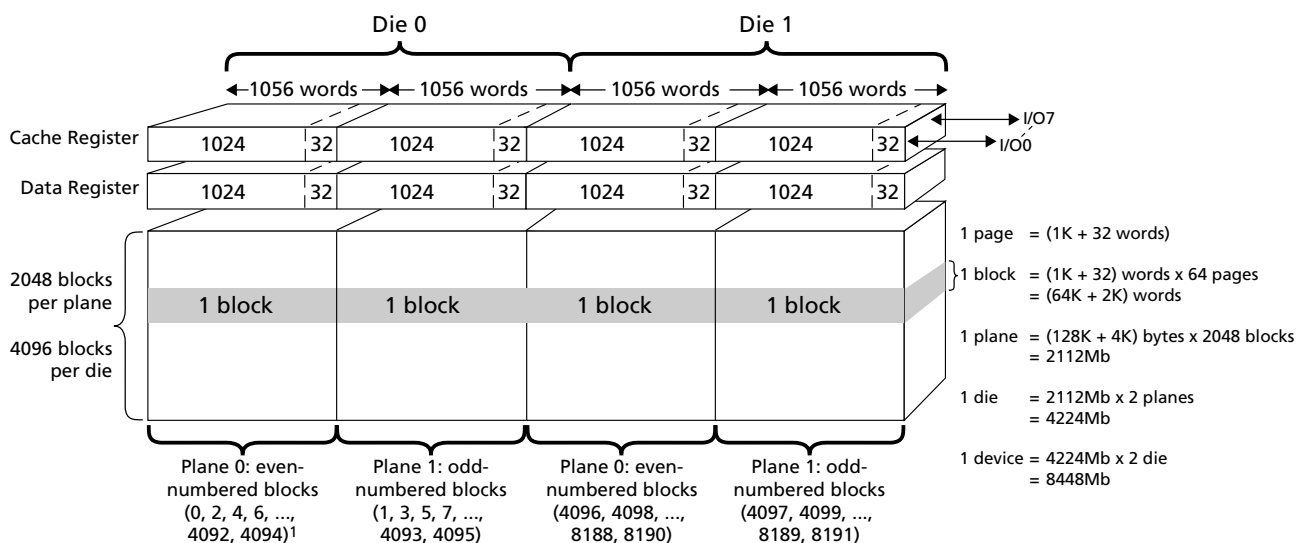 Die 0
Die 1
1056 words
1056 words
1056 words
1056 words
Cache Register
1024
32
1024
32
1024
32
1024
32
I/O7
I/O0
Data Register
1024
32
1024
32
1024
32
1024
32
2048 blocks
per plane
4096 blocks
per die
1 block
1 block
1 block
1 block
1 page = (1K + 32 words)
1 block = (1K + 32) words x 64 pages
= (64K + 2K) words
1 plane = (128K + 4K) bytes x 2048 blocks
= 2112Mb
1 die = 2112Mb x 2 planes
= 4224Mb
1 device = 4224Mb x 2 die
= 8448Mb
Plane 0: even-
numbered blocks
(0, 2, 4, 6, ...,
4092, 4094)1
Plane 1: odd-
numbered blocks
(1, 3, 5, 7, ...,
4093, 4095)
Plane 0: even-
numbered blocks
(4096, 4098, ...,
8188, 8190)
Plane 1: odd-
numbered blocks
(4097, 4099, ...,
8189, 8191)